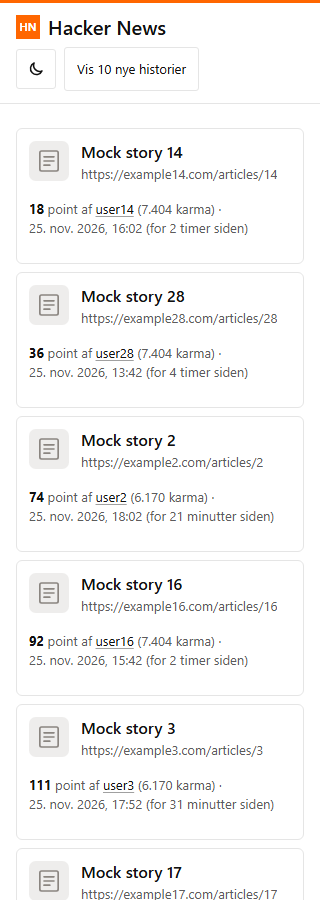 HN Hacker News
Vis 10 nye historier
Mock story 14
https://example14.com/articles/14
18 point af user14 (7.404 karma) ·
25. nov. 2026, 16:02 (for 2 timer siden)
Mock story 28
https://example28.com/articles/28
36 point af user28 (7.404 karma) ·
25. nov. 2026, 13:42 (for 4 timer siden)
Mock story 2
https://example2.com/articles/2
74 point af user2 (6.170 karma) ·
25. nov. 2026, 18:02 (for 21 minutter siden)
Mock story 16
https://example16.com/articles/16
92 point af user16 (7.404 karma) ·
25. nov. 2026, 15:42 (for 2 timer siden)
Mock story 3
https://example3.com/articles/3
111 point af user3 (6.170 karma) ·
25. nov. 2026, 17:52 (for 31 minutter siden)
Mock story 17
https://example17.com/articles/17